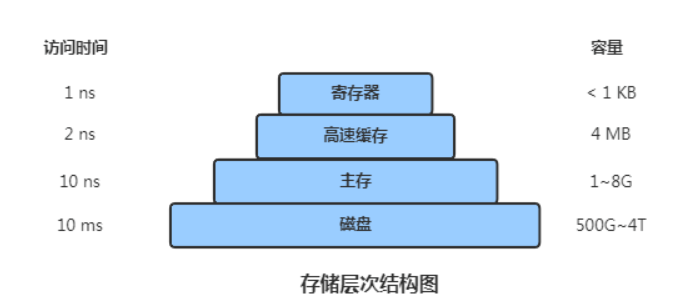 访问时间 容量
1 ns 寄存器 < 1 KB
2 ns 高速缓存 4 MB
10 ns 主存 1~8G
10 ms 磁盘 500G~4T
存储层次结构图